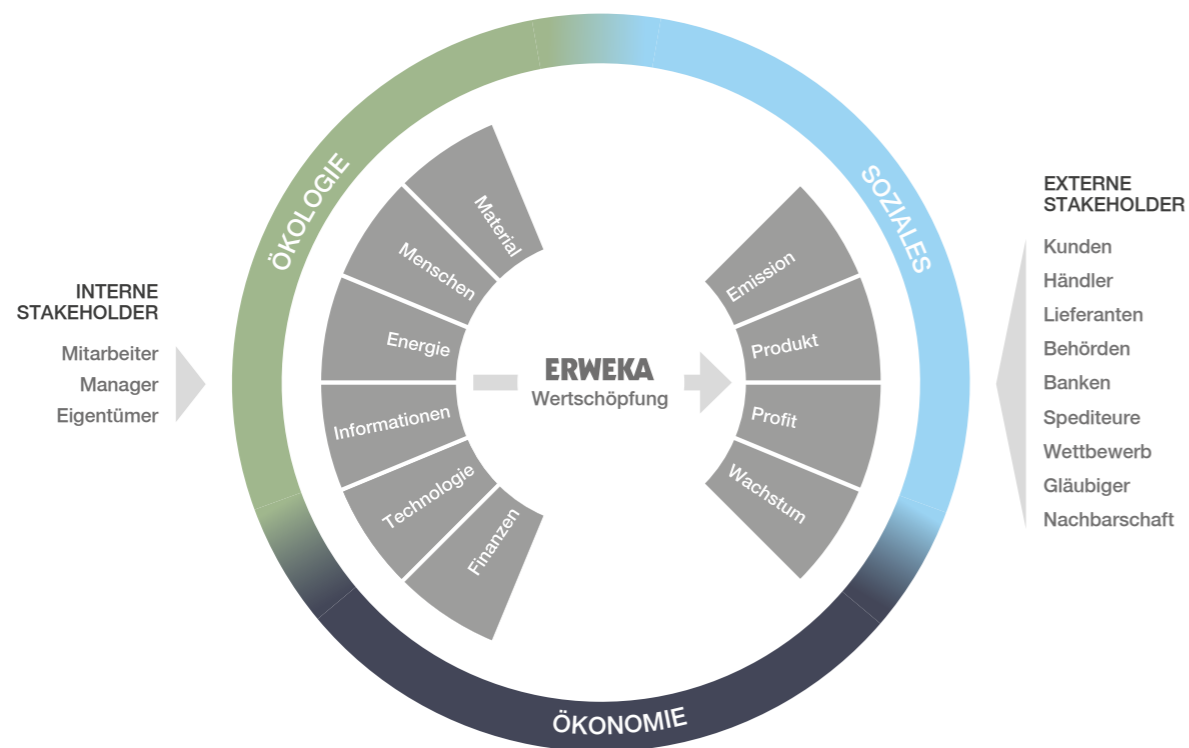 ÖKOLOGIE
SOZIALES
ÖKONOMIE
INTERNE
STAKEHOLDER
Mitarbeiter
Manager
Eigentümer
Material
Menschen
Energie
Informationen
Technologie
Finanzen
ERWEKA
Wertschöpfung
Emission
Produkt
Profit
Wachstum
EXTERNE
STAKEHOLDER
Kunden
Händler
Lieferanten
Behörden
Banken
Spediteure
Wettbewerb
Gläubiger
Nachbarschaft